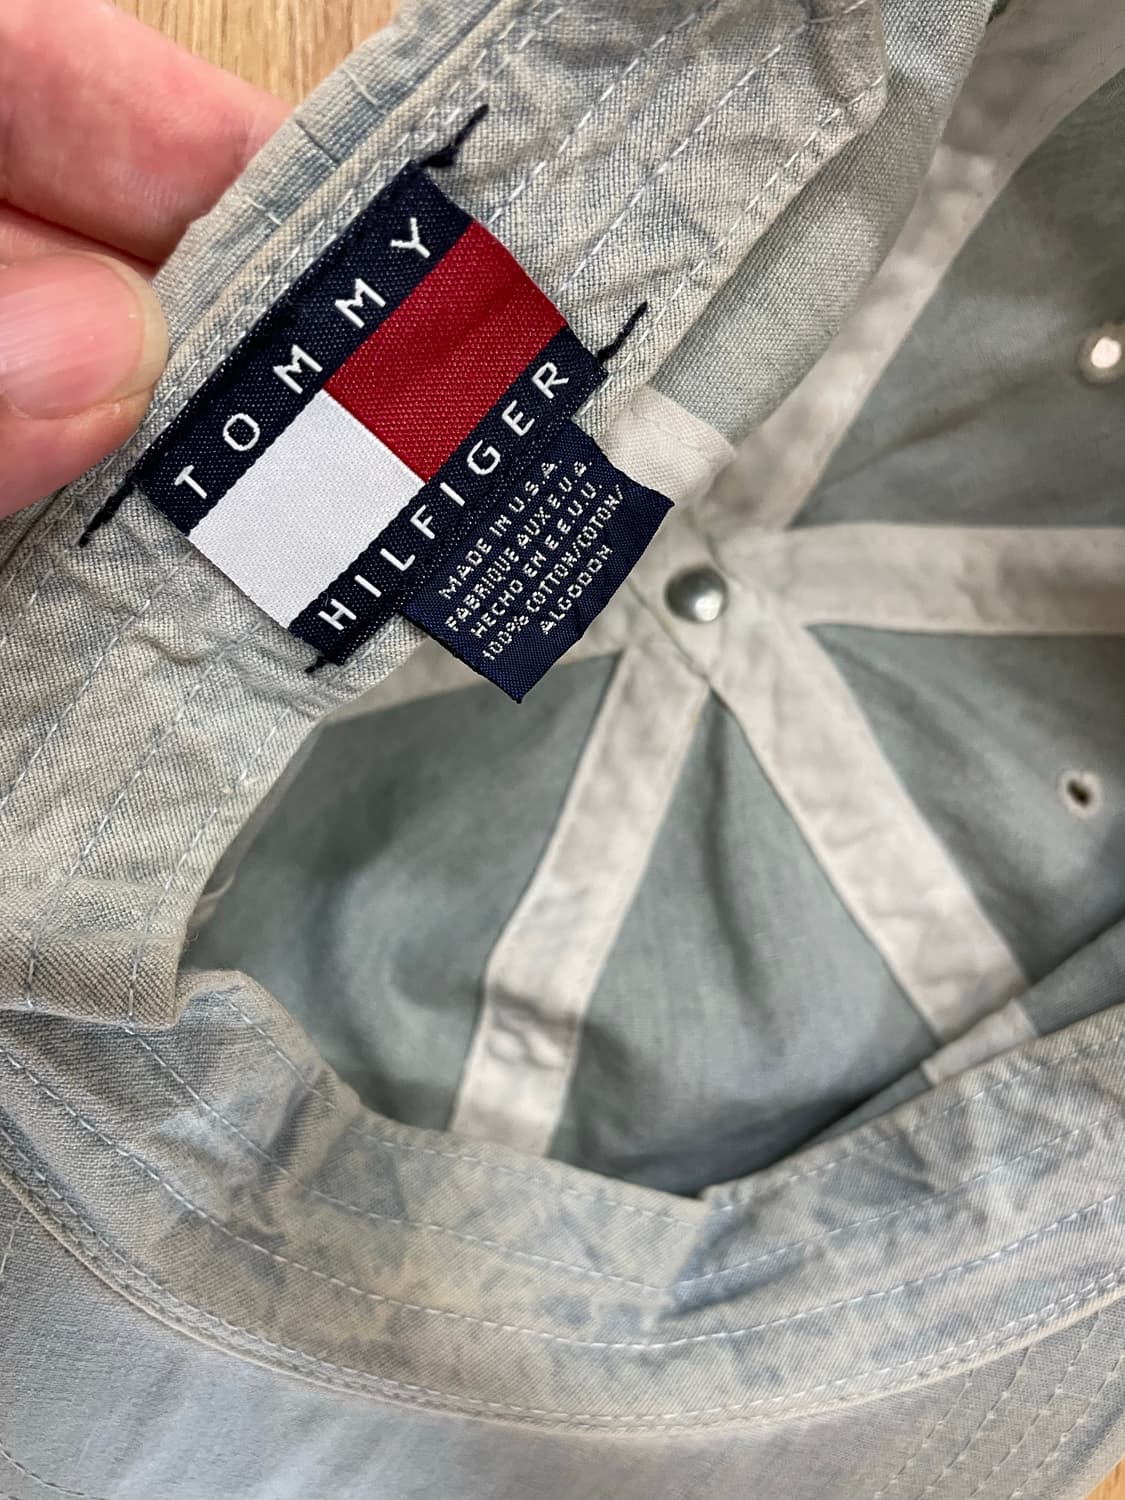 TOMMY
HILFIGER
MADE IN U.S.A.
FABRIQUE AUX E U A.
HECHO EN E E.U.U.
100% COTTON/COTON/
ALGODON